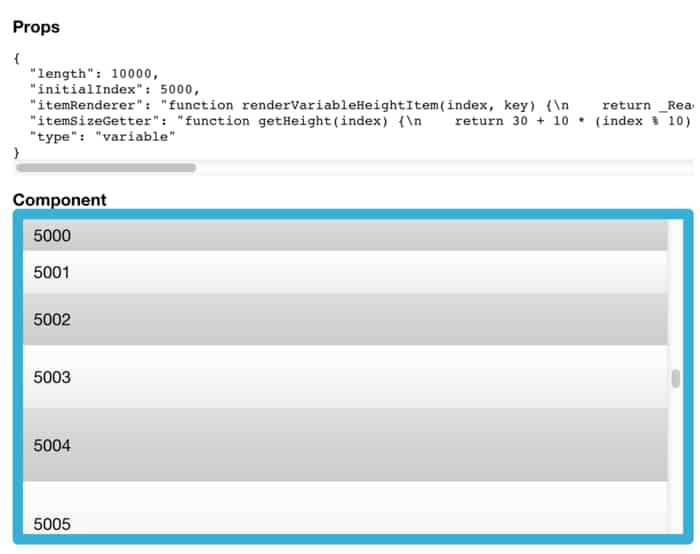 Props
{
"length": 10000,
"initialIndex": 5000,
"itemRenderer": "function renderVariableHeightItem(index, key) {\n return _Rea
"itemSizeGetter": "function getHeight(index) {\n return 30 + 10 * (index % 10)
"type": "variable"
}
Component
5000
5001
5002
5003
5004
5005